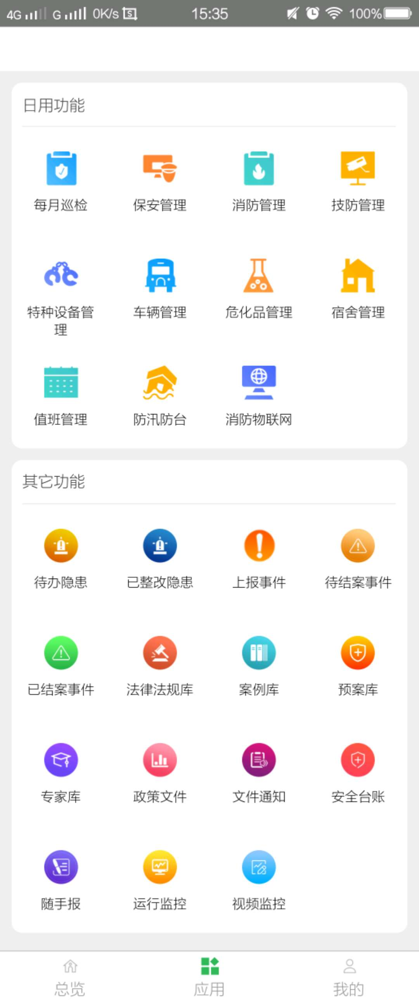 4G G 0K/s S 15:35 100%
日用功能
每月巡检 保安管理 消防管理 技防管理
特种设备管 车辆管理 危化品管理 宿舍管理
理
值班管理 防汛防台 消防物联网
其它功能
待办隐患 已整改隐患 上报事件 待结案事件
已结案事件 法律法规库 案例库 预案库
专家库 政策文件 文件通知 安全台账
随手报 运行监控 视频监控
总览 应用 我的